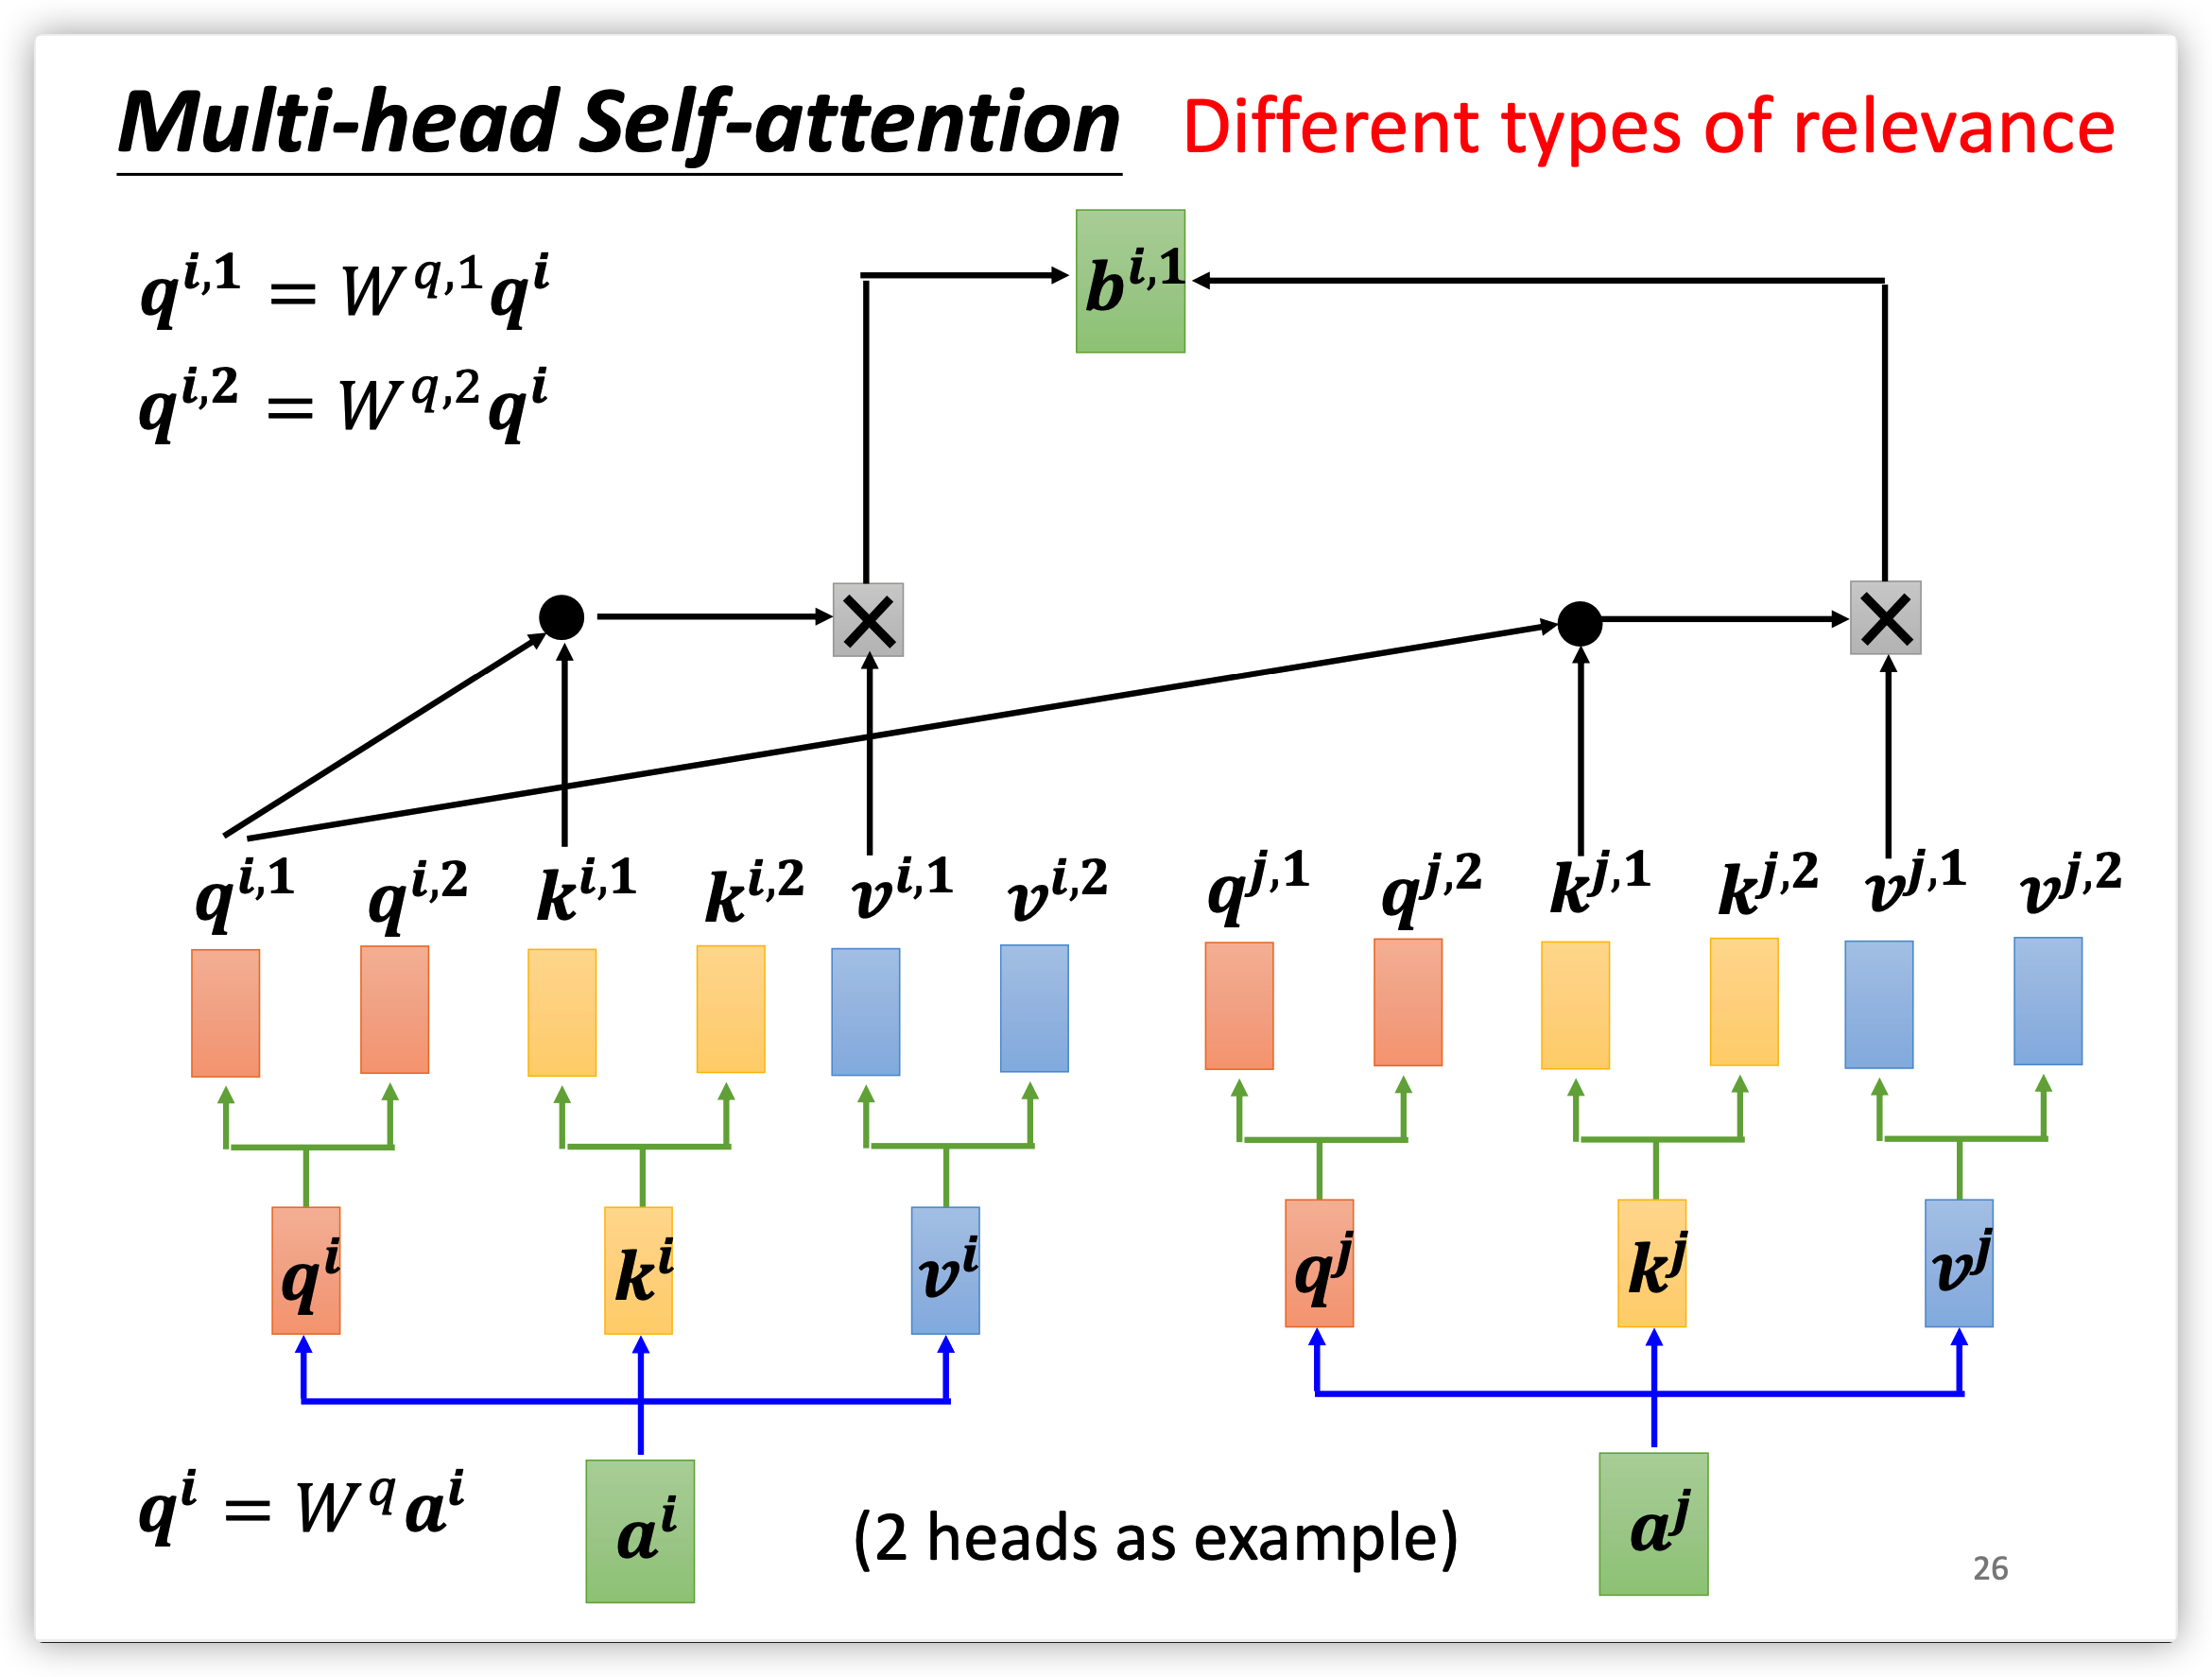 Multi-head Self-attention Different types of relevance
b^{i,1}
q^{i,1} = W^{q,1}q^i
q^{i,2} = W^{q,2}q^i
q^{i,1} q^{i,2} k^{i,1} k^{i,2} v^{i,1} v^{i,2} q^{j,1} q^{j,2} k^{j,1} k^{j,2} v^{j,1} v^{j,2}
q^i k^i v^i q^j k^j v^j
q^i = W^q a^i
a^i (2 heads as example) a^j
26